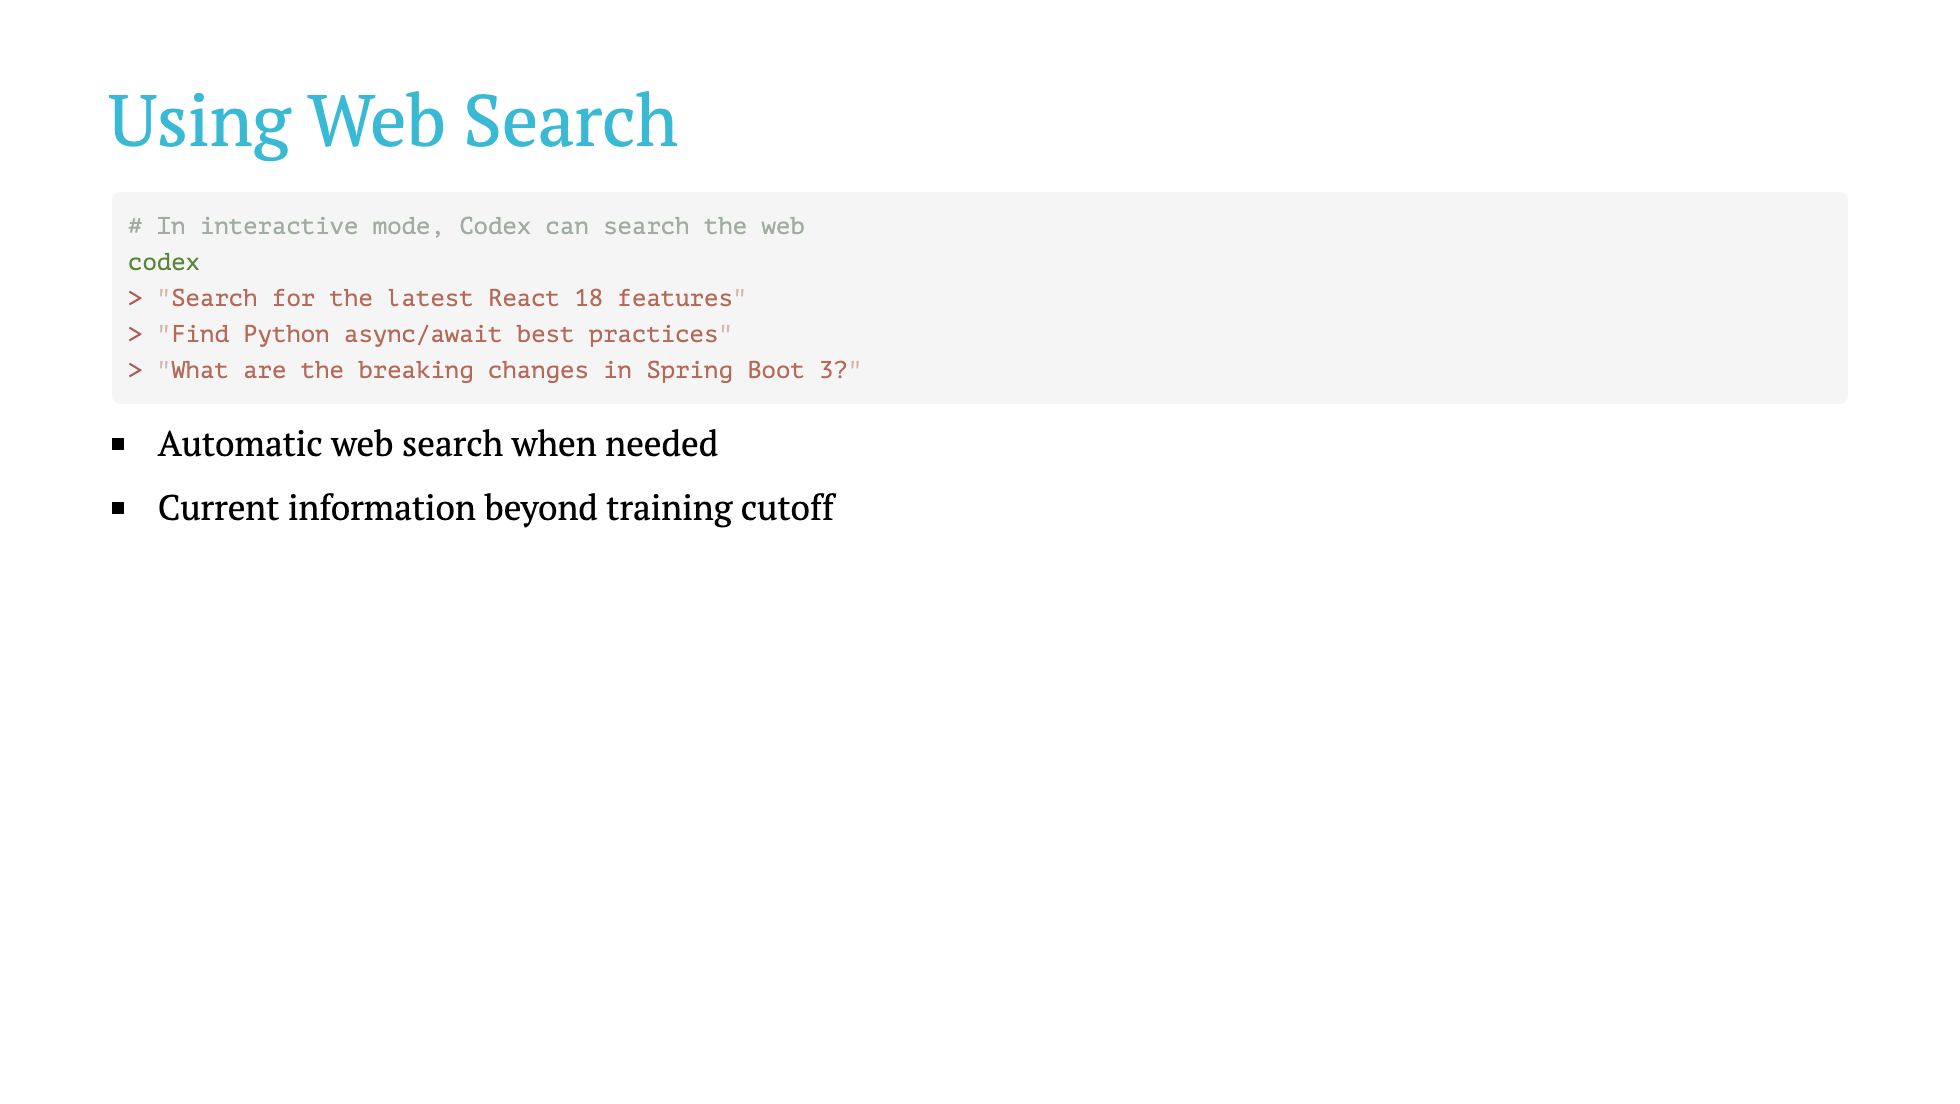 Using Web Search
# In interactive mode, Codex can search the web
codex
> "Search for the latest React 18 features"
> "Find Python async/await best practices"
> "What are the breaking changes in Spring Boot 3?"
▪ Automatic web search when needed
▪ Current information beyond training cutoff